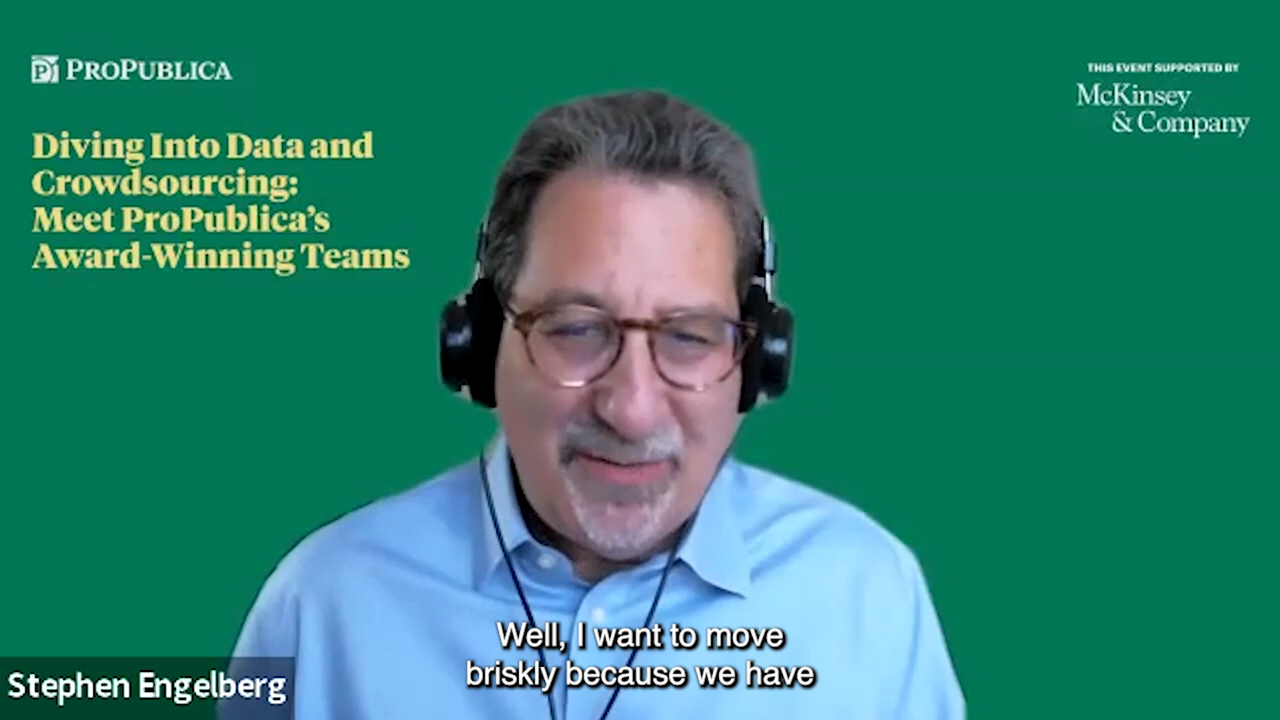 PROPUBLICA
THIS EVENT SUPPORTED BY
McKinsey
& Company
Diving Into Data and
Crowdsourcing:
Meet ProPublica's
Award-Winning Teams
Well, I want to move
briskly because we have
Stephen Engelberg